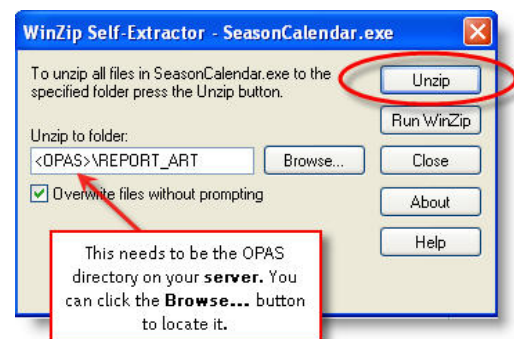 WinZip Self-Extractor - SeasonCalendar.exe
To unzip all files in SeasonCalendar.exe to the
specified folder press the Unzip button.
Unzip to folder:
<OPAS>\REPORT_ART
Browse...
Overwrite files without prompting
Unzip
Run WinZip
Close
About
Help
This needs to be the OPAS
directory on your server. You
can click the Browse... button
to locate it.